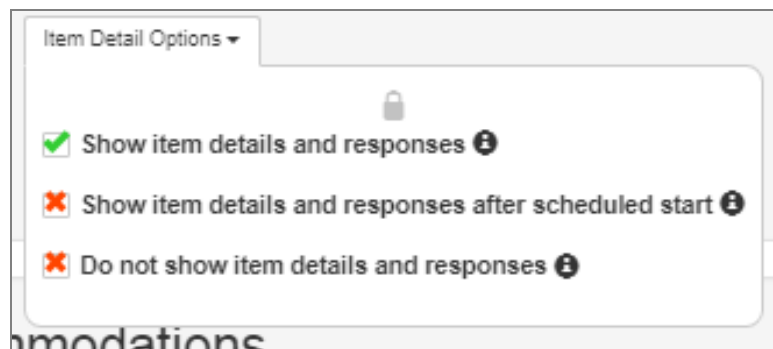 Item Detail Options
Show item details and responses
Show item details and responses after scheduled start
Do not show item details and responses